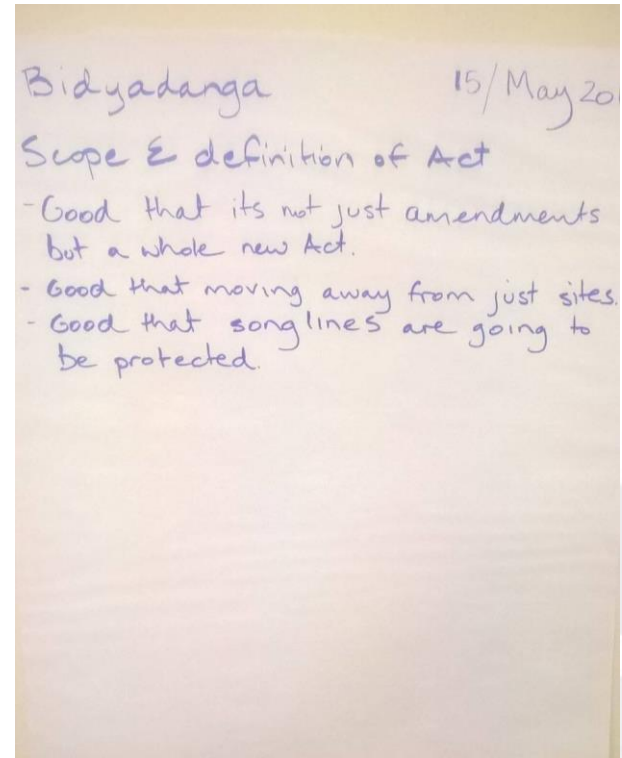 Bidyadanga 15/May 20
Scope & definition of Act
- Good that its not just amendments
but a whole new Act.
- Good that moving away from just sites.
- Good that songlines are going to
be protected.